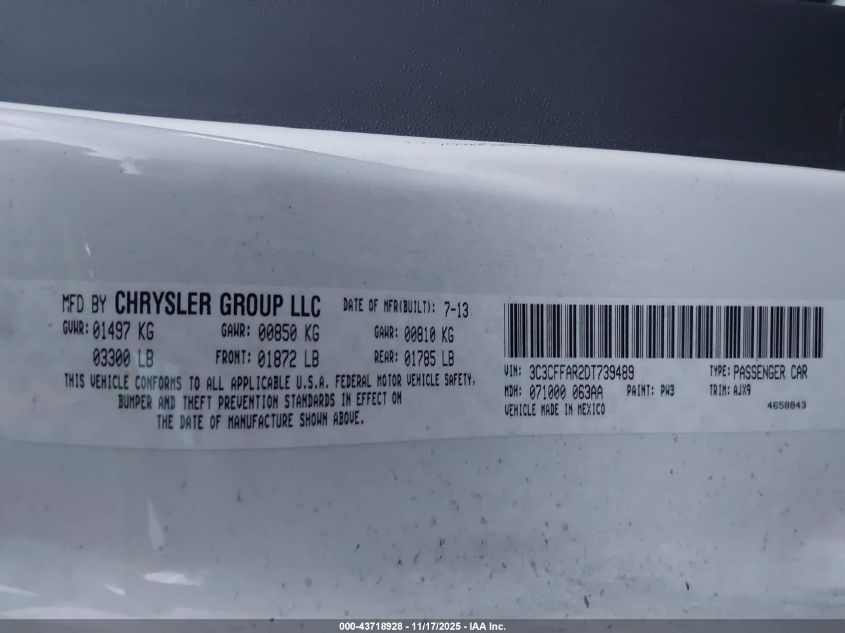 MFD BY CHRYSLER GROUP LLC DATE OF MFR(BUILT): 7-13
GVWR: 01497 KG GAWR: 00850 KG GAWR: 00810 KG
03300 LB FRONT: 01872 LB REAR: 01785 LB
THIS VEHICLE CONFORMS TO ALL APPLICABLE U.S.A. FEDERAL MOTOR VEHICLE SAFETY,
BUMPER AND THEFT PREVENTION STANDARDS IN EFFECT ON
THE DATE OF MANUFACTURE SHOWN ABOVE.
VIN: 3C3CFFAR2DT739489 TYPE: PASSENGER CAR
MDH: 071000 063AA PAINT: PW3 TRIM: AJX9
VEHICLE MADE IN MEXICO 4658843
000-43718928 - 11/17/2025 - IAA Inc.